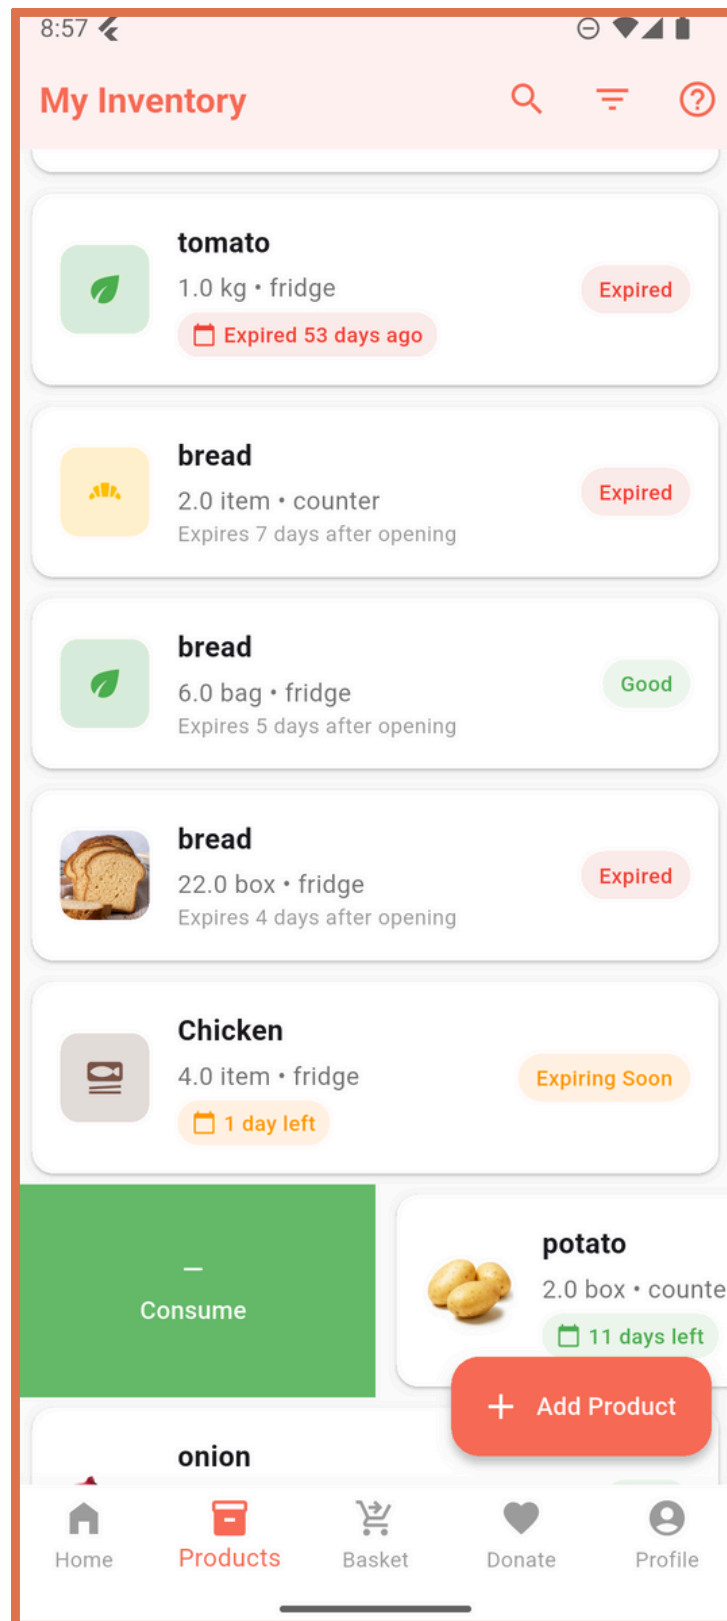 8:57
My Inventory
tomato
1.0 kg • fridge
Expired 53 days ago
Expired
bread
2.0 item • counter
Expires 7 days after opening
Expired
bread
6.0 bag • fridge
Expires 5 days after opening
Good
bread
22.0 box • fridge
Expires 4 days after opening
Expired
Chicken
4.0 item • fridge
1 day left
Expiring Soon
Consume
potato
2.0 box • counte
11 days left
+ Add Product
onion
Home
Products
Basket
Donate
Profile